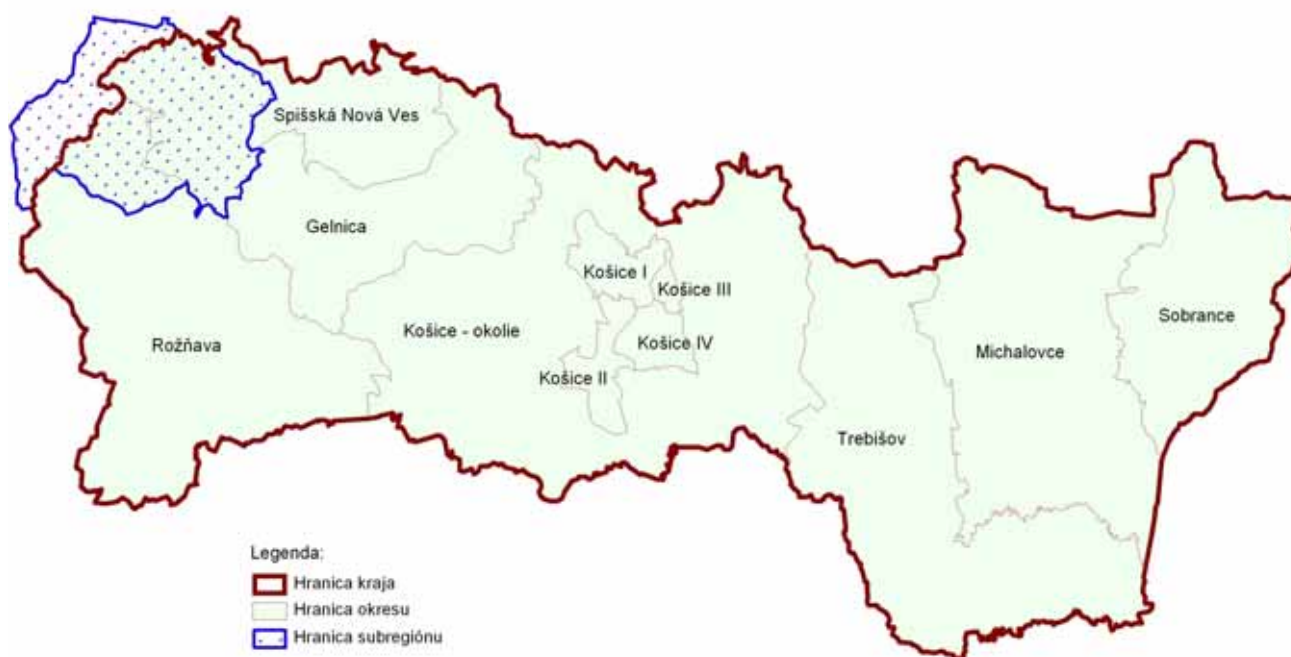 Spišská Nová Ves
Gelnica
Košice I
Košice III
Sobrance
Košice - okolie
Košice IV
Rožňava
Michalovce
Košice II
Trebišov
Legenda:
Hranica kraja
Hranica okresu
Hranica subregiónu